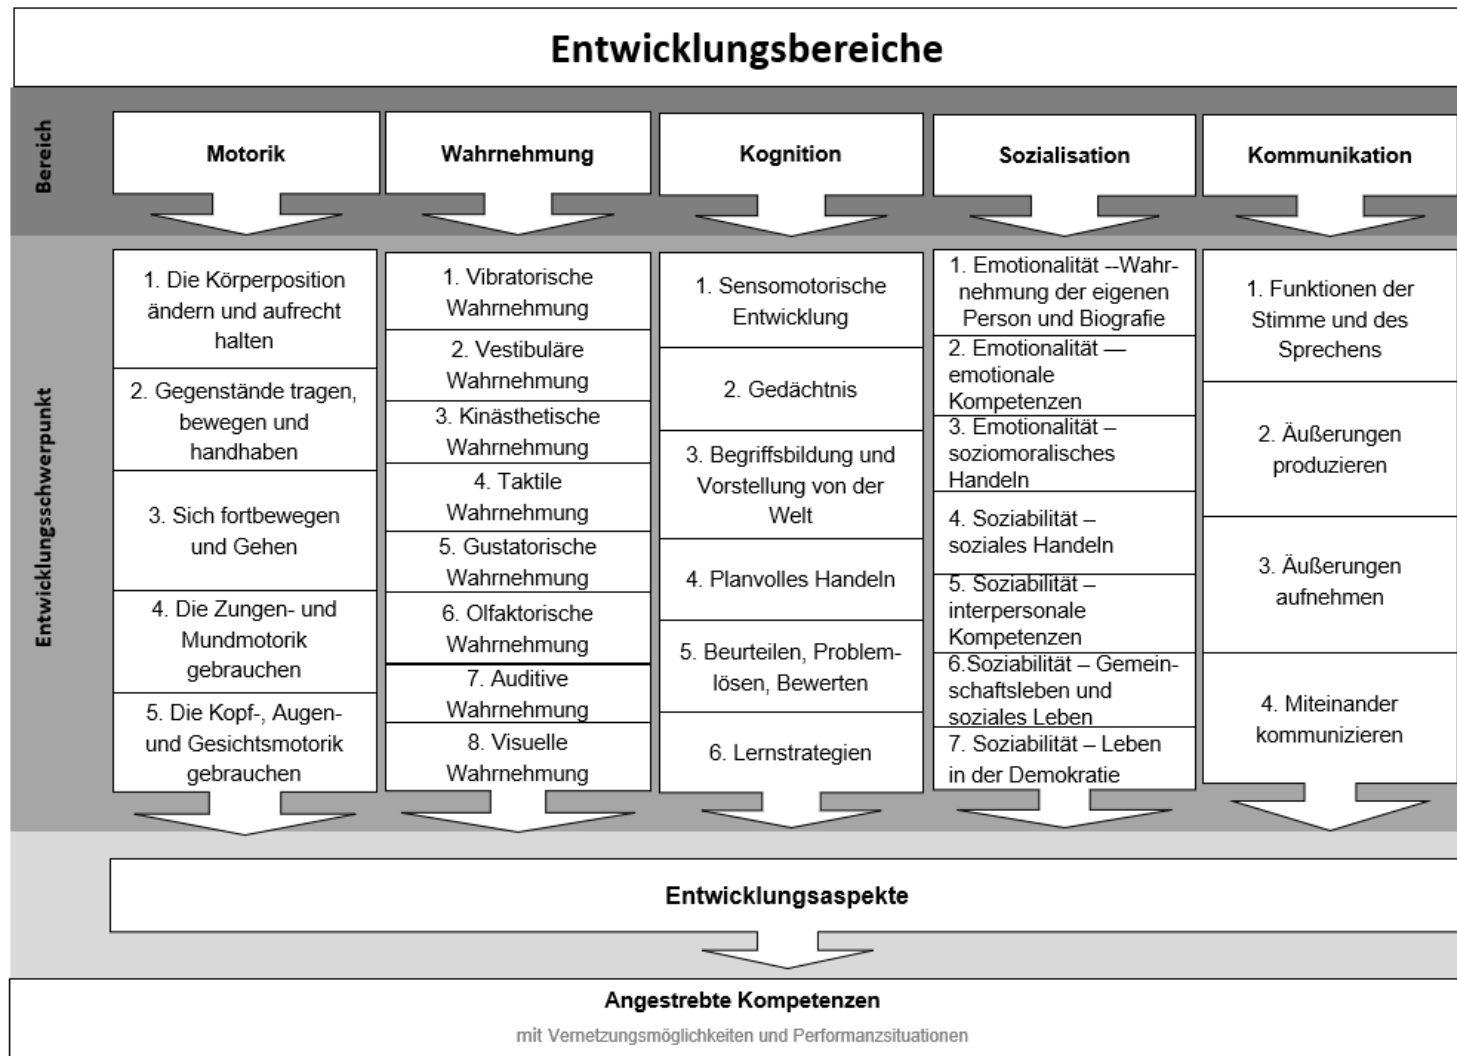 Entwicklungsbereiche
Bereich
Motorik
Wahrnehmung
Kognition
Sozialisation
Kommunikation
Entwicklungsschwerpunkt
1. Die Körperposition
ändern und aufrecht
halten
2. Gegenstände tragen,
bewegen und
handhaben
3. Sich fortbewegen
und Gehen
4. Die Zungen- und
Mundmotorik
gebrauchen
5. Die Kopf-, Augen-
und Gesichtsmotorik
gebrauchen
1. Vibratorische
Wahrnehmung
2. Vestibuläre
Wahrnehmung
3. Kinästhetische
Wahrnehmung
4. Taktile
Wahrnehmung
5. Gustatorische
Wahrnehmung
6. Olfaktorische
Wahrnehmung
7. Auditive
Wahrnehmung
8. Visuelle
Wahrnehmung
1. Sensomotorische
Entwicklung
2. Gedächtnis
3. Begriffsbildung und
Vorstellung von der
Welt
4. Planvolles Handeln
5. Beurteilen, Problem-
lösen, Bewerten
6. Lernstrategien
1. Emotionalität --Wahr-
nehmung der eigenen
Person und Biografie
2. Emotionalität —
emotionale
Kompetenzen
3. Emotionalität –
soziomoralisches
Handeln
4. Soziabilität –
soziales Handeln
5. Soziabilität –
interpersonale
Kompetenzen
6.Soziabilität – Gemein-
schaftsleben und
soziales Leben
7. Soziabilität – Leben
in der Demokratie
1. Funktionen der
Stimme und des
Sprechens
2. Äußerungen
produzieren
3. Äußerungen
aufnehmen
4. Miteinander
kommunizieren
Entwicklungsaspekte
Angestrebte Kompetenzen
mit Vernetzungsmöglichkeiten und Performanzsituationen